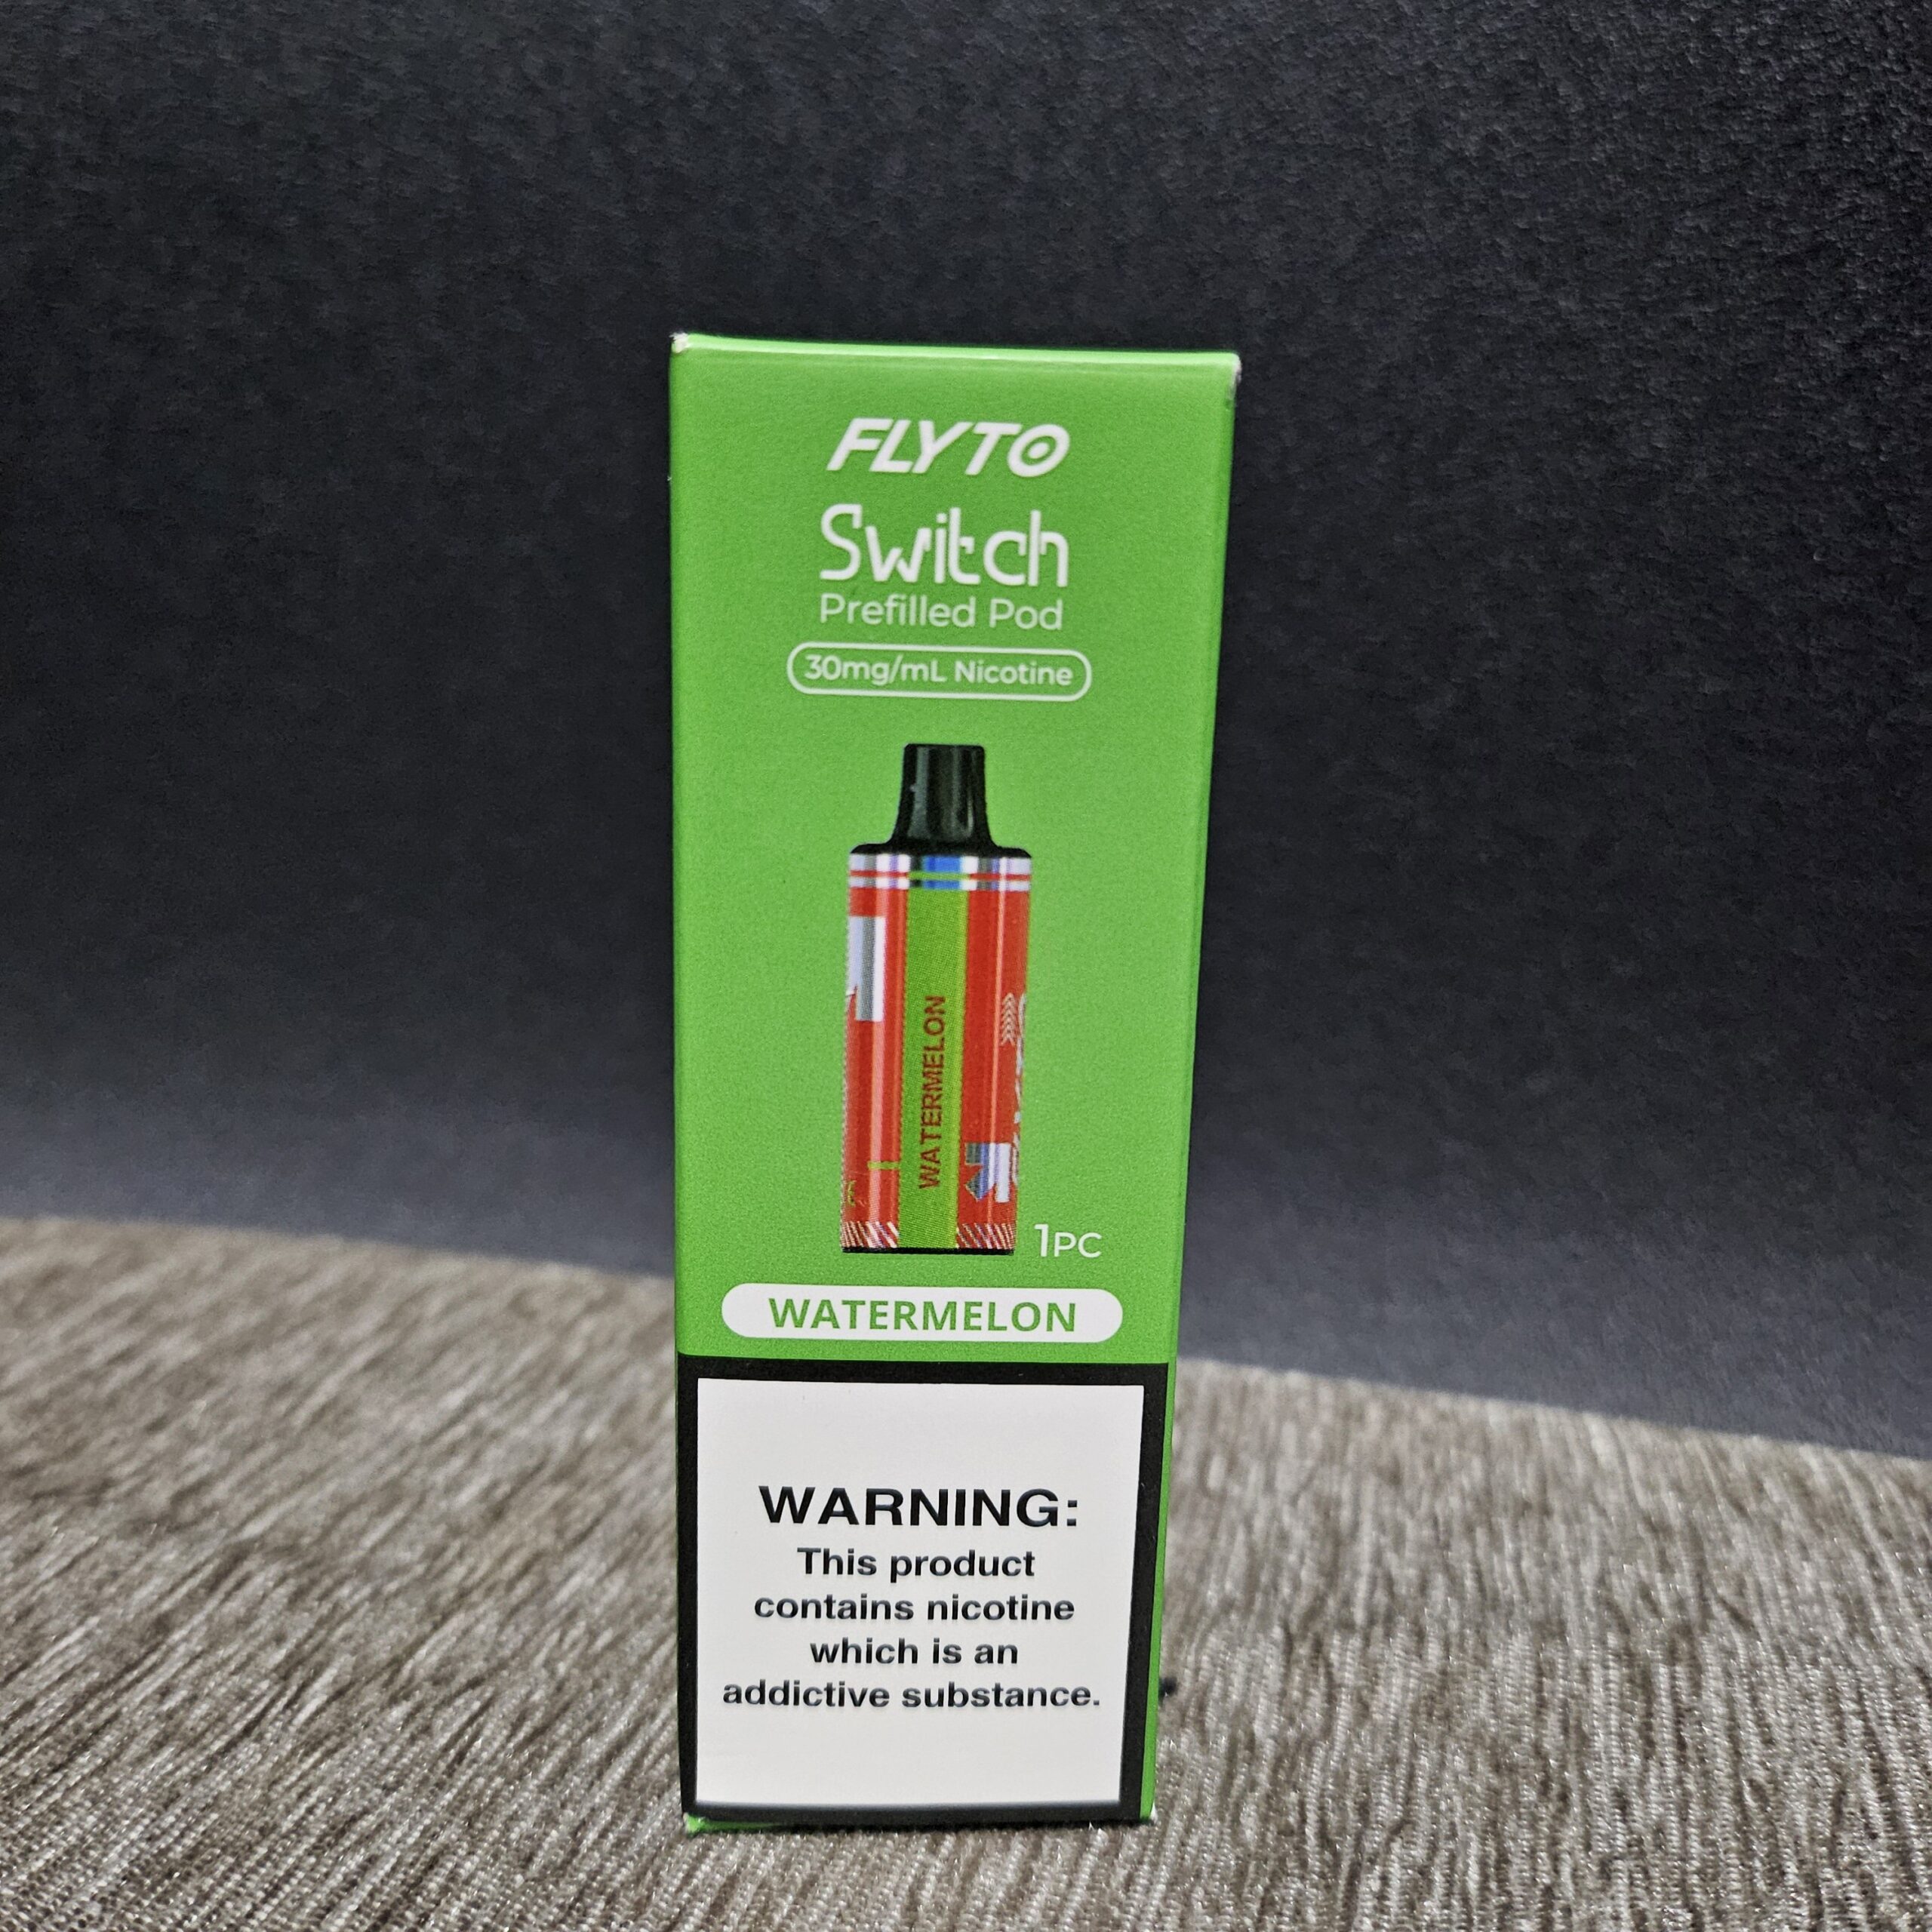 FLYTO
Switch
Prefilled Pod
30mg/mL Nicotine
WATERMELON
1PC
WATERMELON
WARNING:
This product
contains nicotine
which is an
addictive substance.